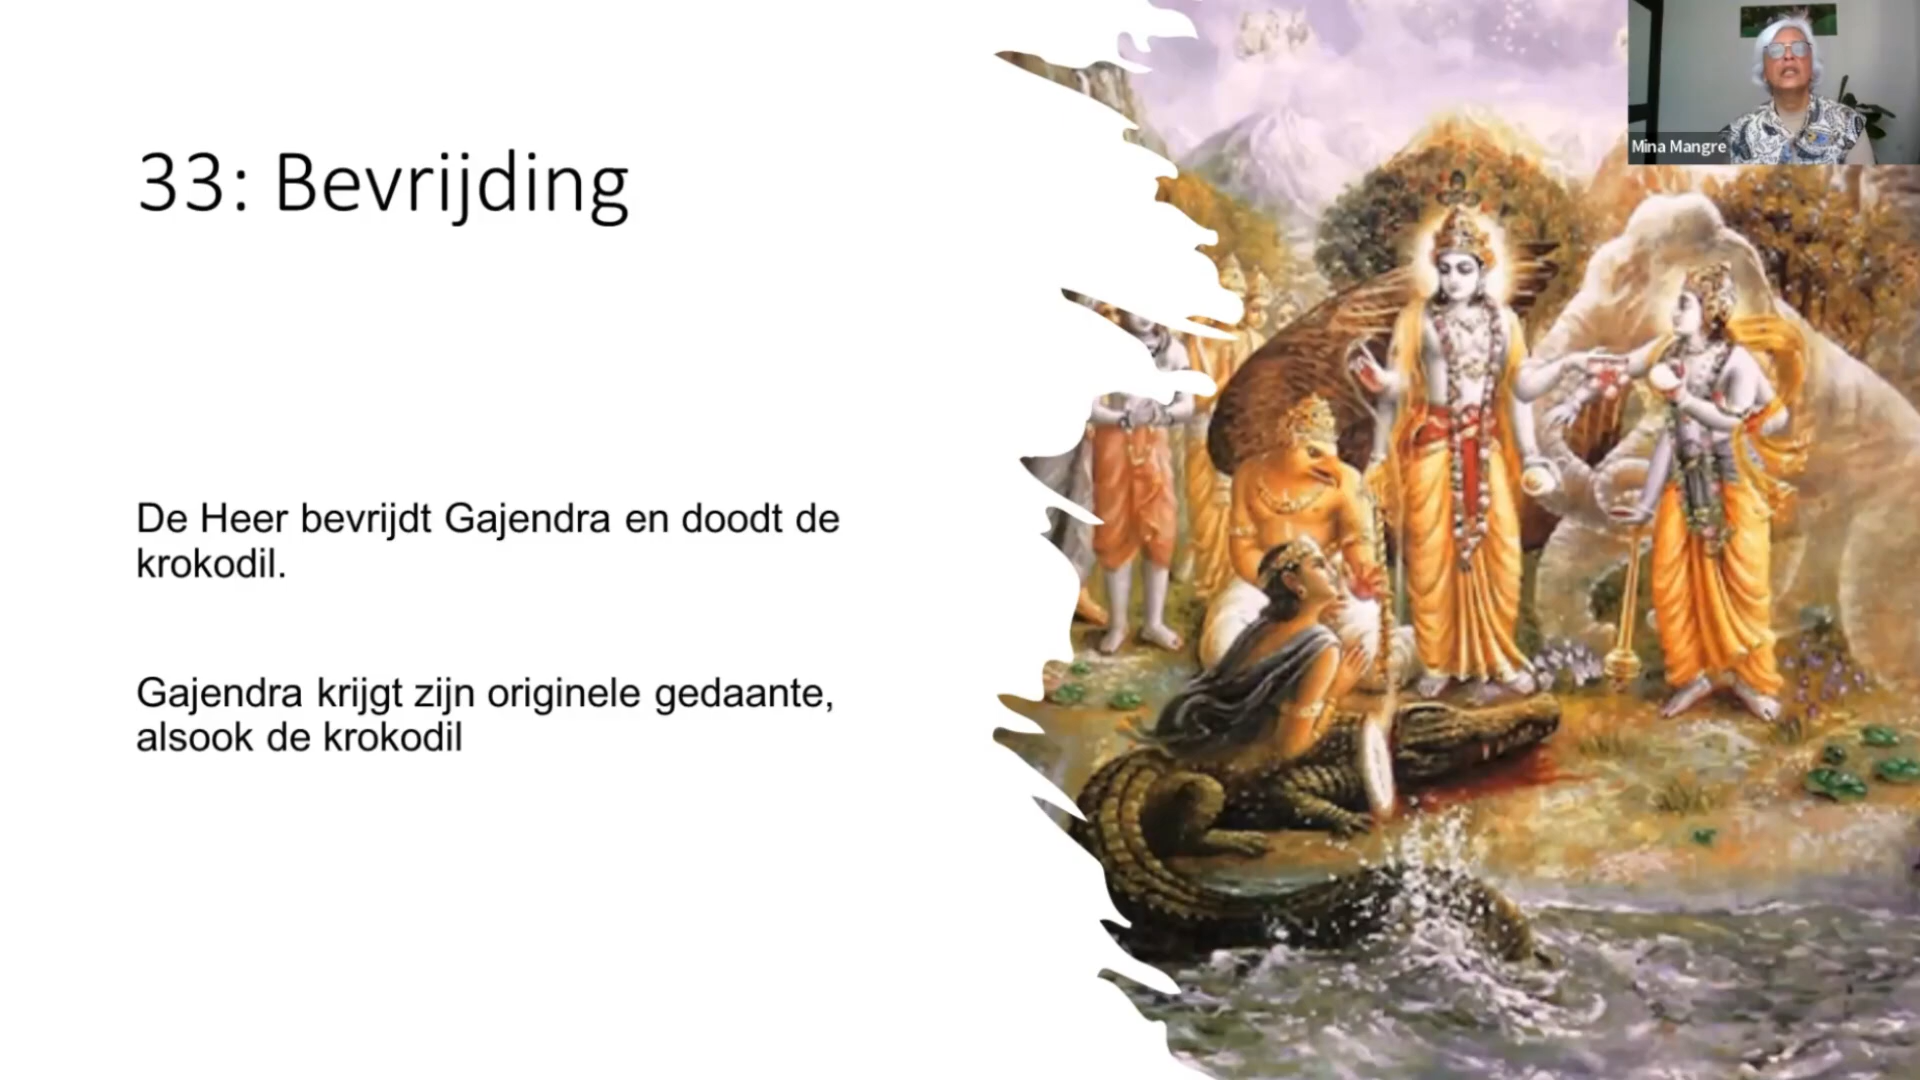 33: Bevrijding
De Heer bevrijdt Gajendra en doodt de
krokodil.
Gajendra krijgt zijn originele gedaante,
alsook de krokodil
Mina Mangre